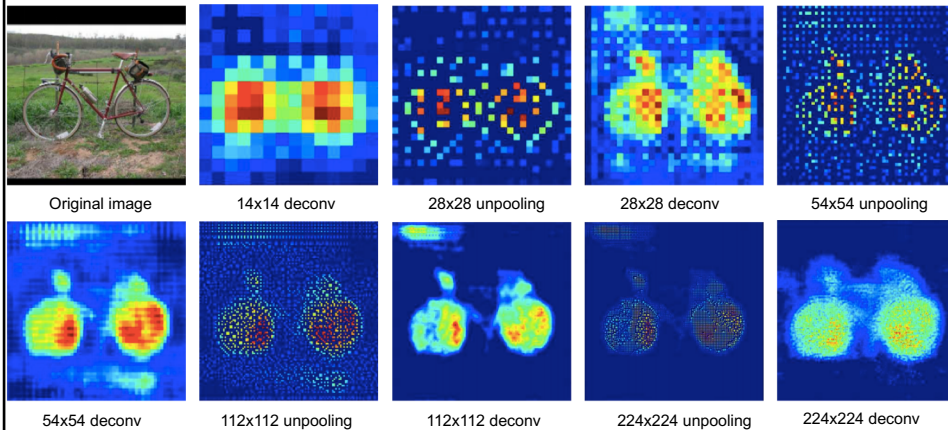 Original image
14x14 deconv
28x28 unpooling
28x28 deconv
54x54 unpooling
54x54 deconv
112x112 unpooling
112x112 deconv
224x224 unpooling
224x224 deconv